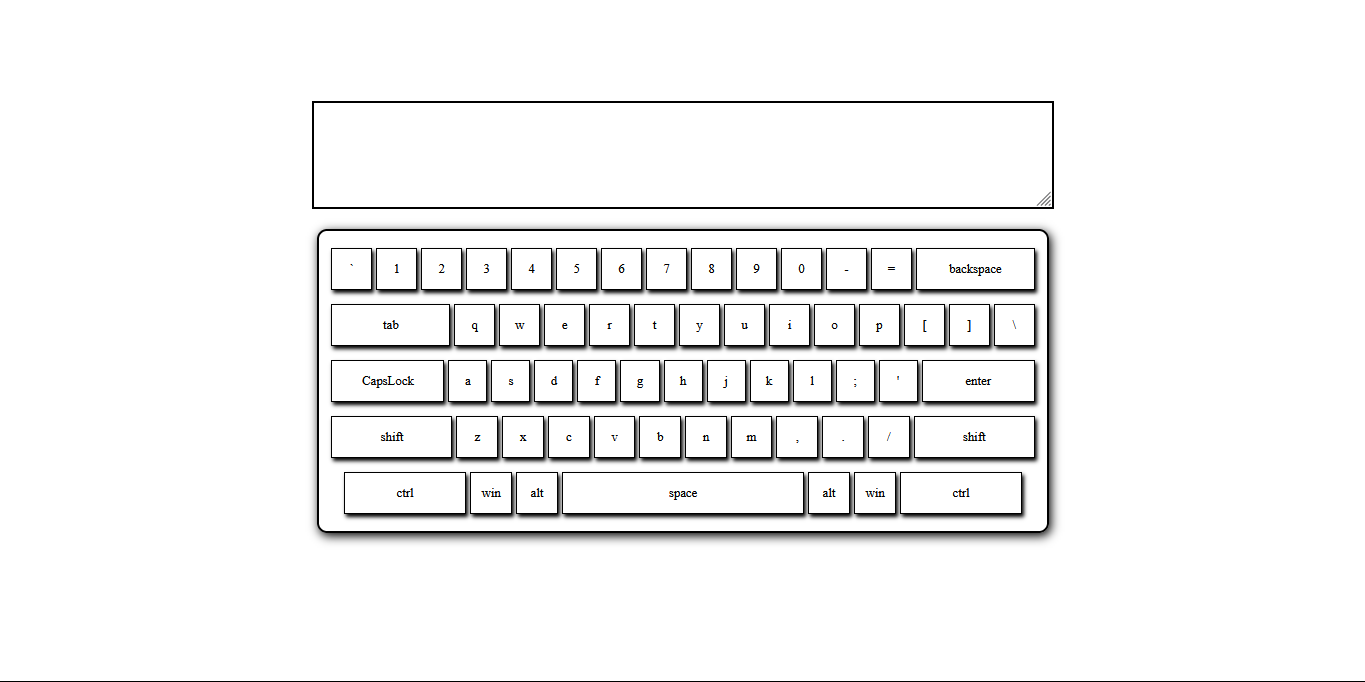 ` 1 2 3 4 5 6 7 8 9 0 - = backspace
tab q w e r t y u i o p [ ] \
CapsLock a s d f g h j k l ; ' enter
shift z x c v b n m , . / shift
ctrl win alt space alt win ctrl